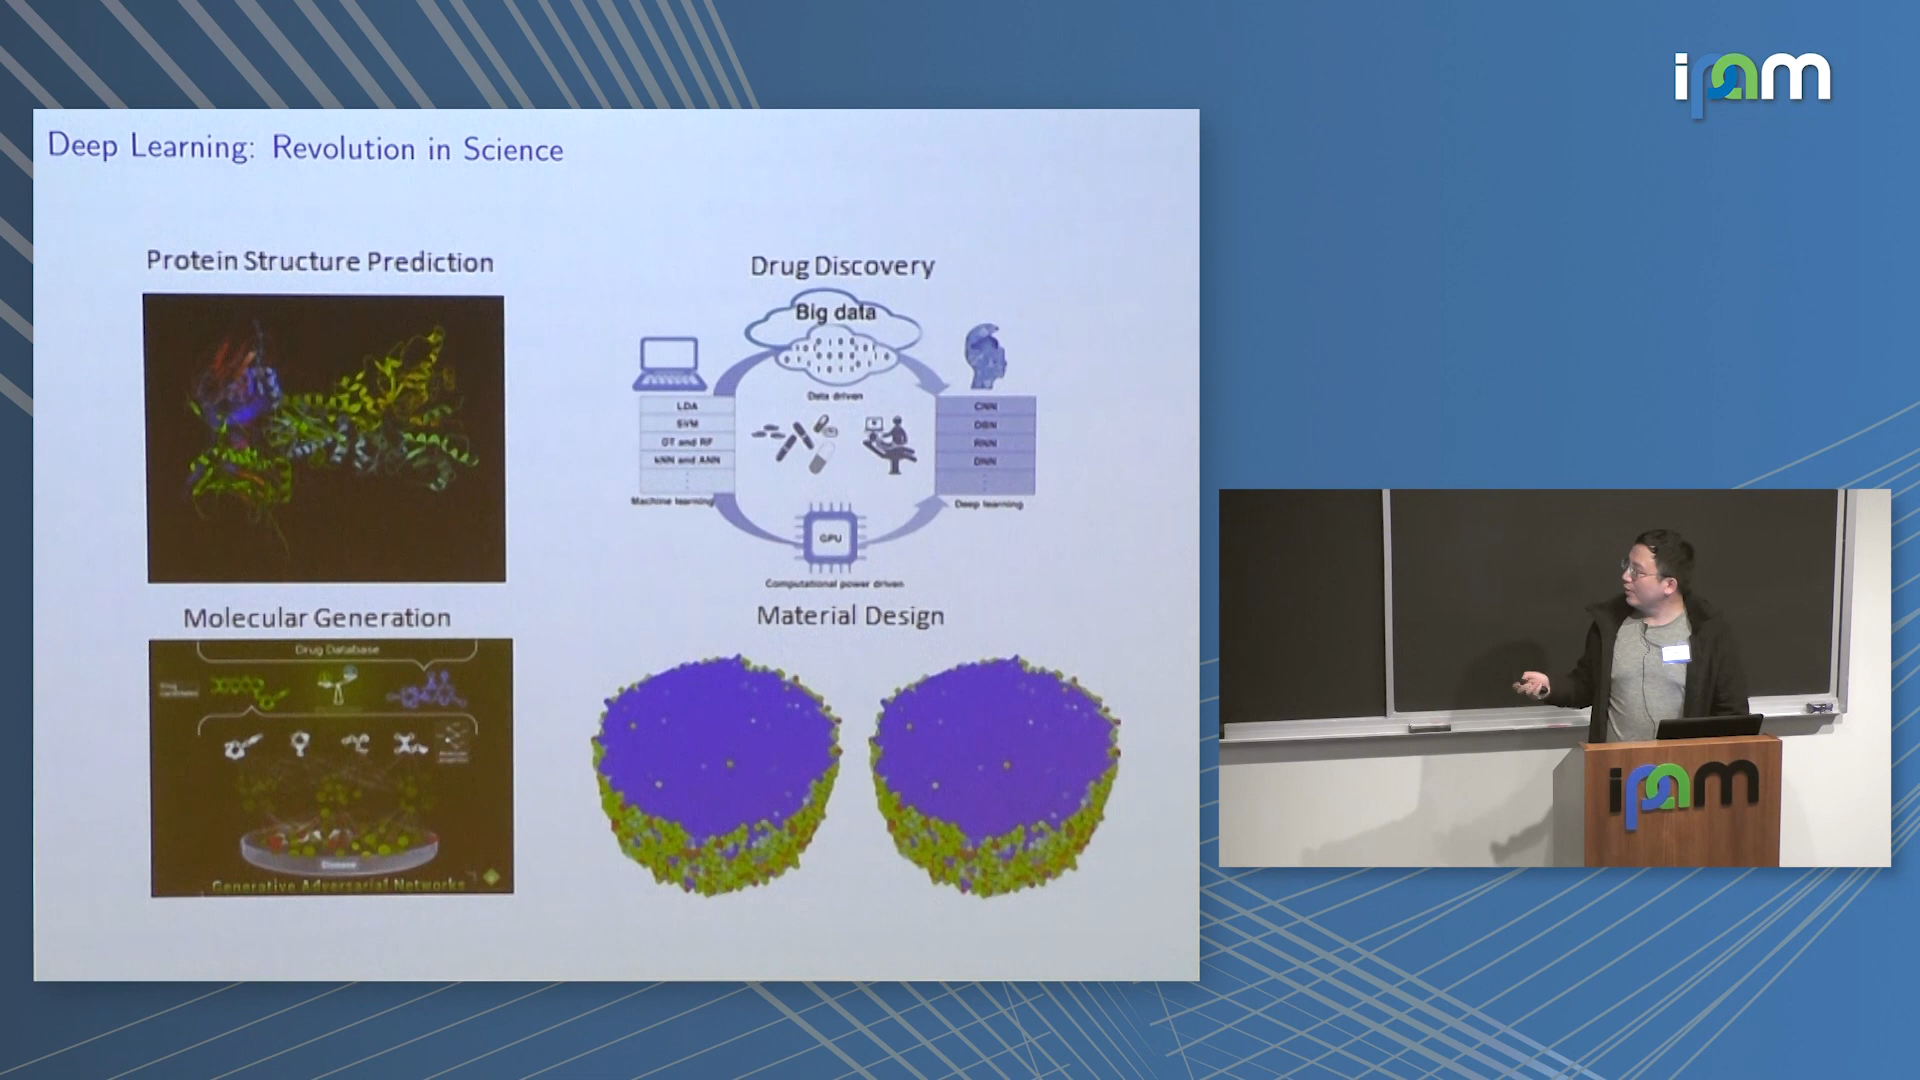 ipam
Deep Learning: Revolution in Science
Protein Structure Prediction
Drug Discovery
Big data
Data driven
LDA
SVM
DT and RF
kNN and ANN
Machine learning
CNN
DBN
RNN
DNN
Deep learning
GPU
Computational power driven
Molecular Generation
Material Design
Drug Database
Disease
Generative Adversarial Networks
ipam